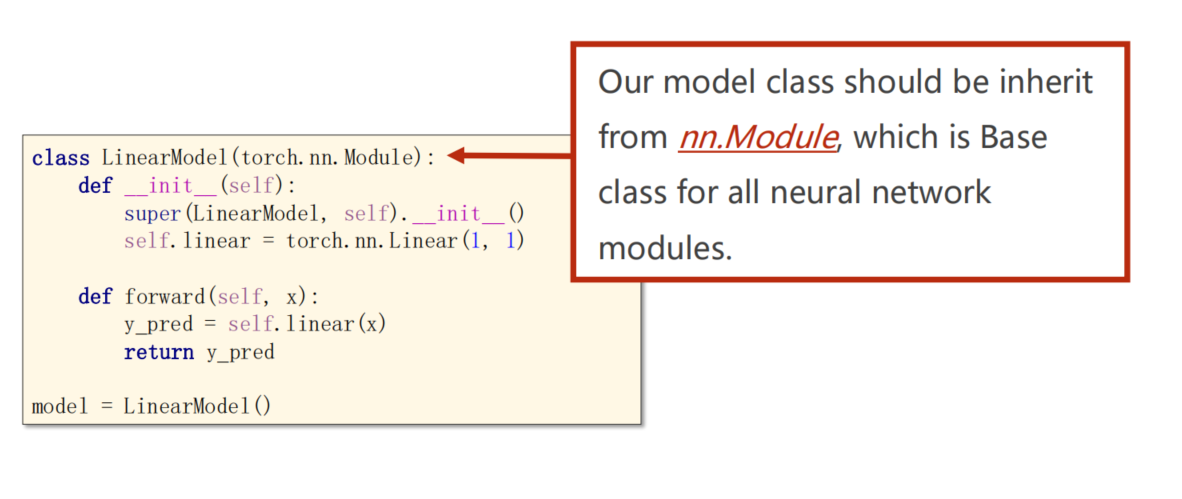 Our model class should be inherit
from nn.Module, which is Base
class for all neural network
modules.
class LinearModel(torch.nn.Module):
    def __init__(self):
        super(LinearModel, self).__init__()
        self.linear = torch.nn.Linear(1, 1)
    def forward(self, x):
        y_pred = self.linear(x)
        return y_pred
model = LinearModel()